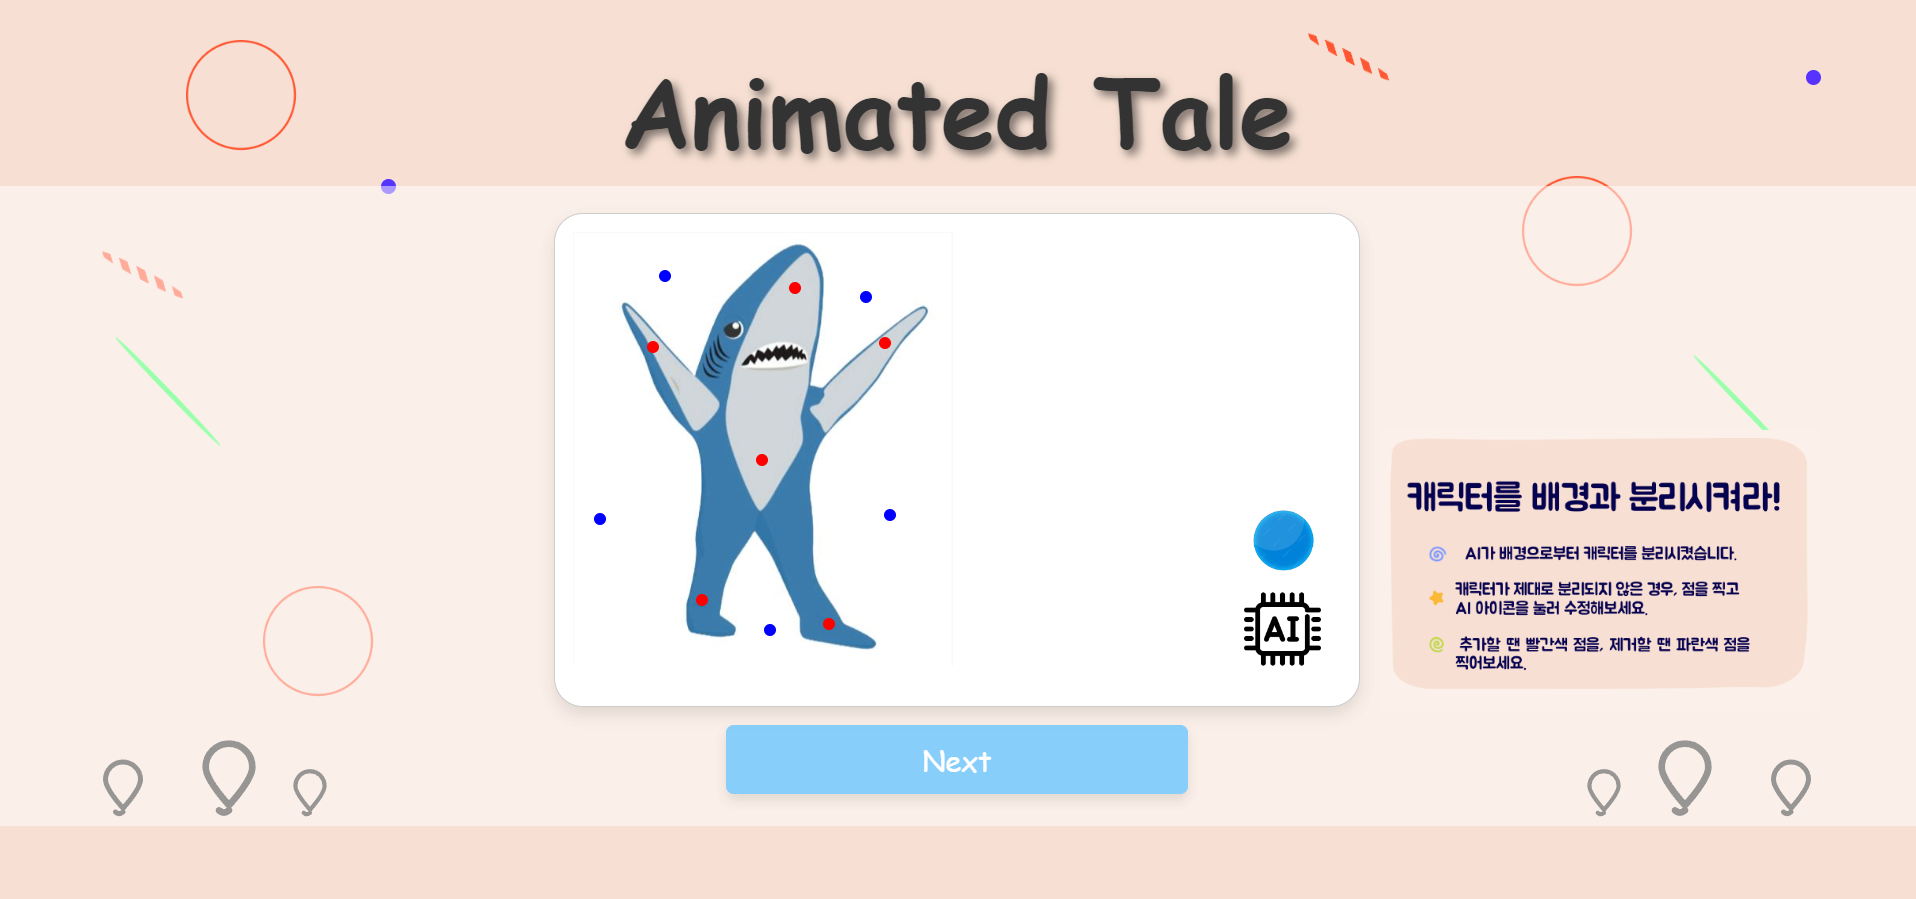 Animated Tale
캐릭터를 배경과 분리시켜라!
AI가 배경으로부터 캐릭터를 분리시켰습니다.
캐릭터가 제대로 분리되지 않은 경우, 점을 찍고
AI 아이콘을 눌러 수정해보세요.
추가할 땐 빨간색 점을, 제거할 땐 파란색 점을
찍어보세요.
AI
Next